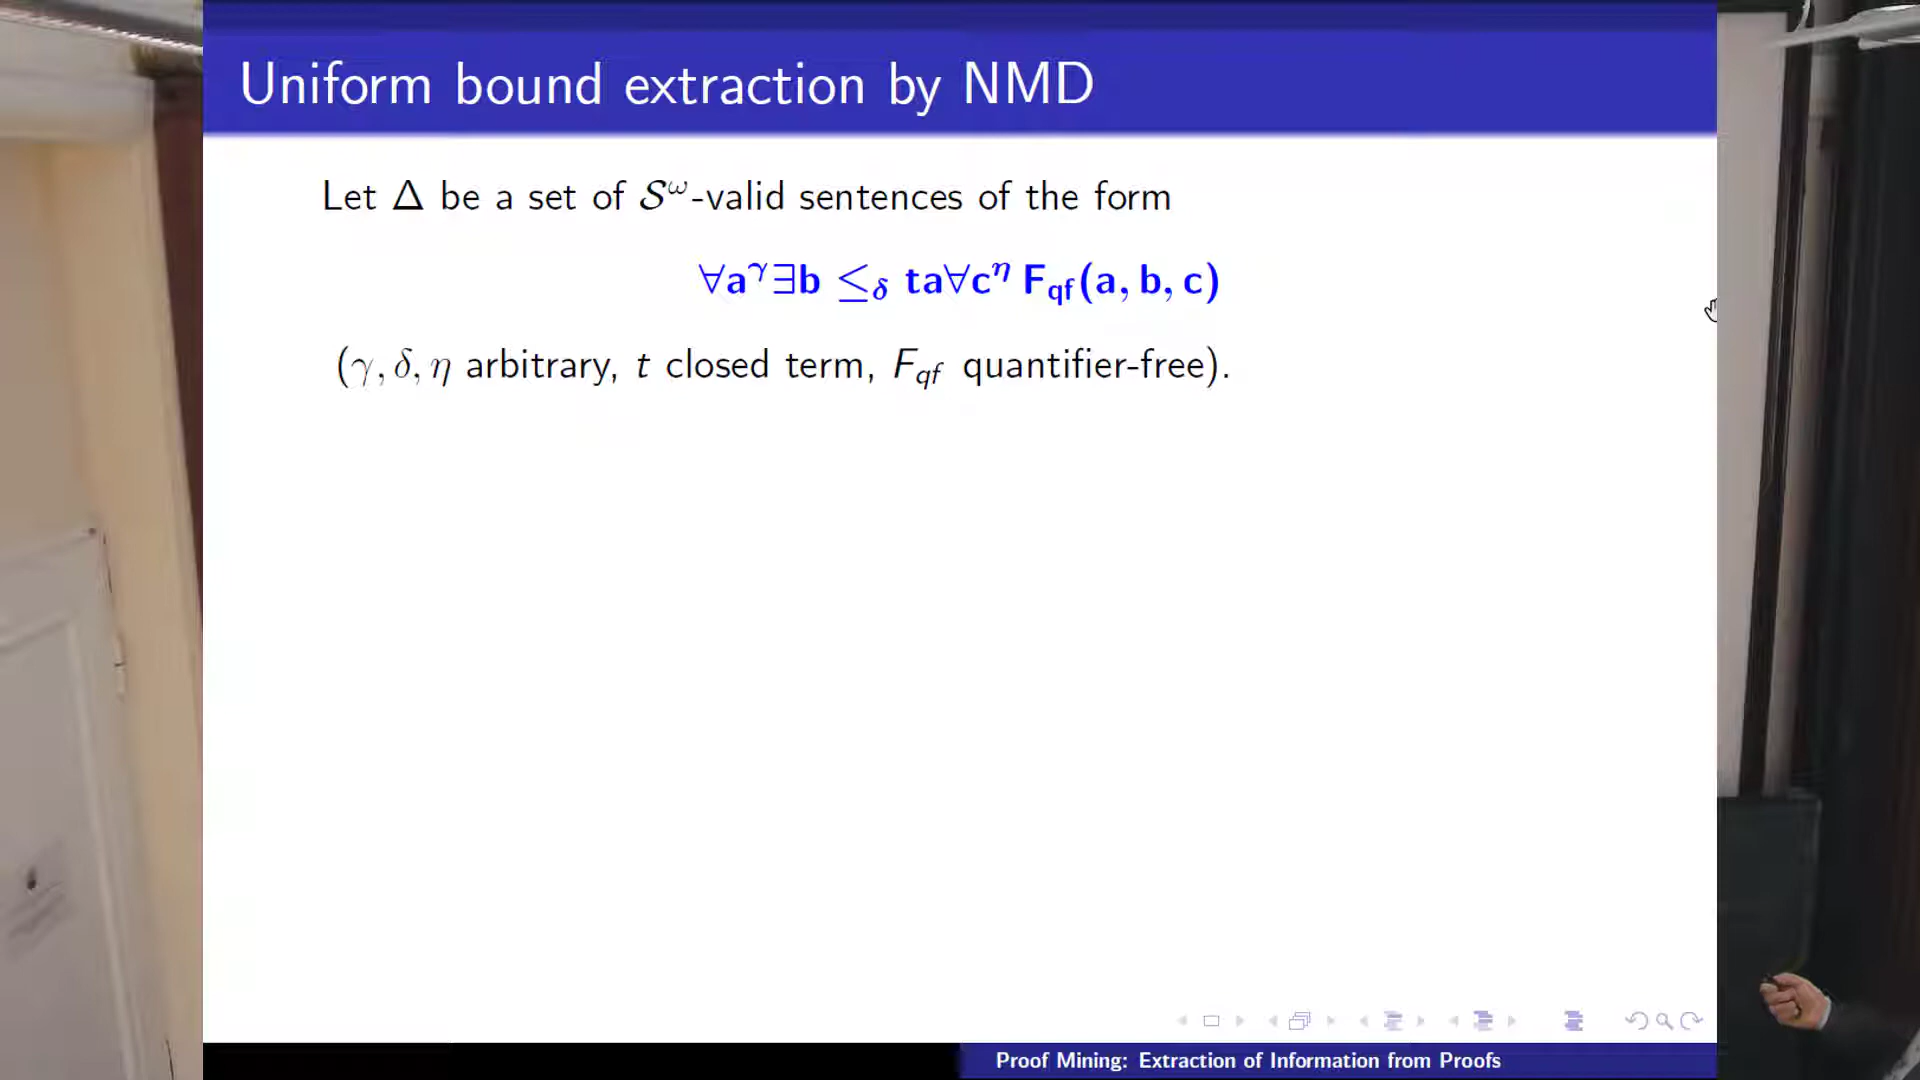 Uniform bound extraction by NMD
Let Δ be a set of 𝒮^ω-valid sentences of the form
∀a^γ∃b ≤_δ ta∀c^η F_qf(a, b, c)
(γ, δ, η arbitrary, t closed term, F_qf quantifier-free).
Proof Mining: Extraction of Information from Proofs